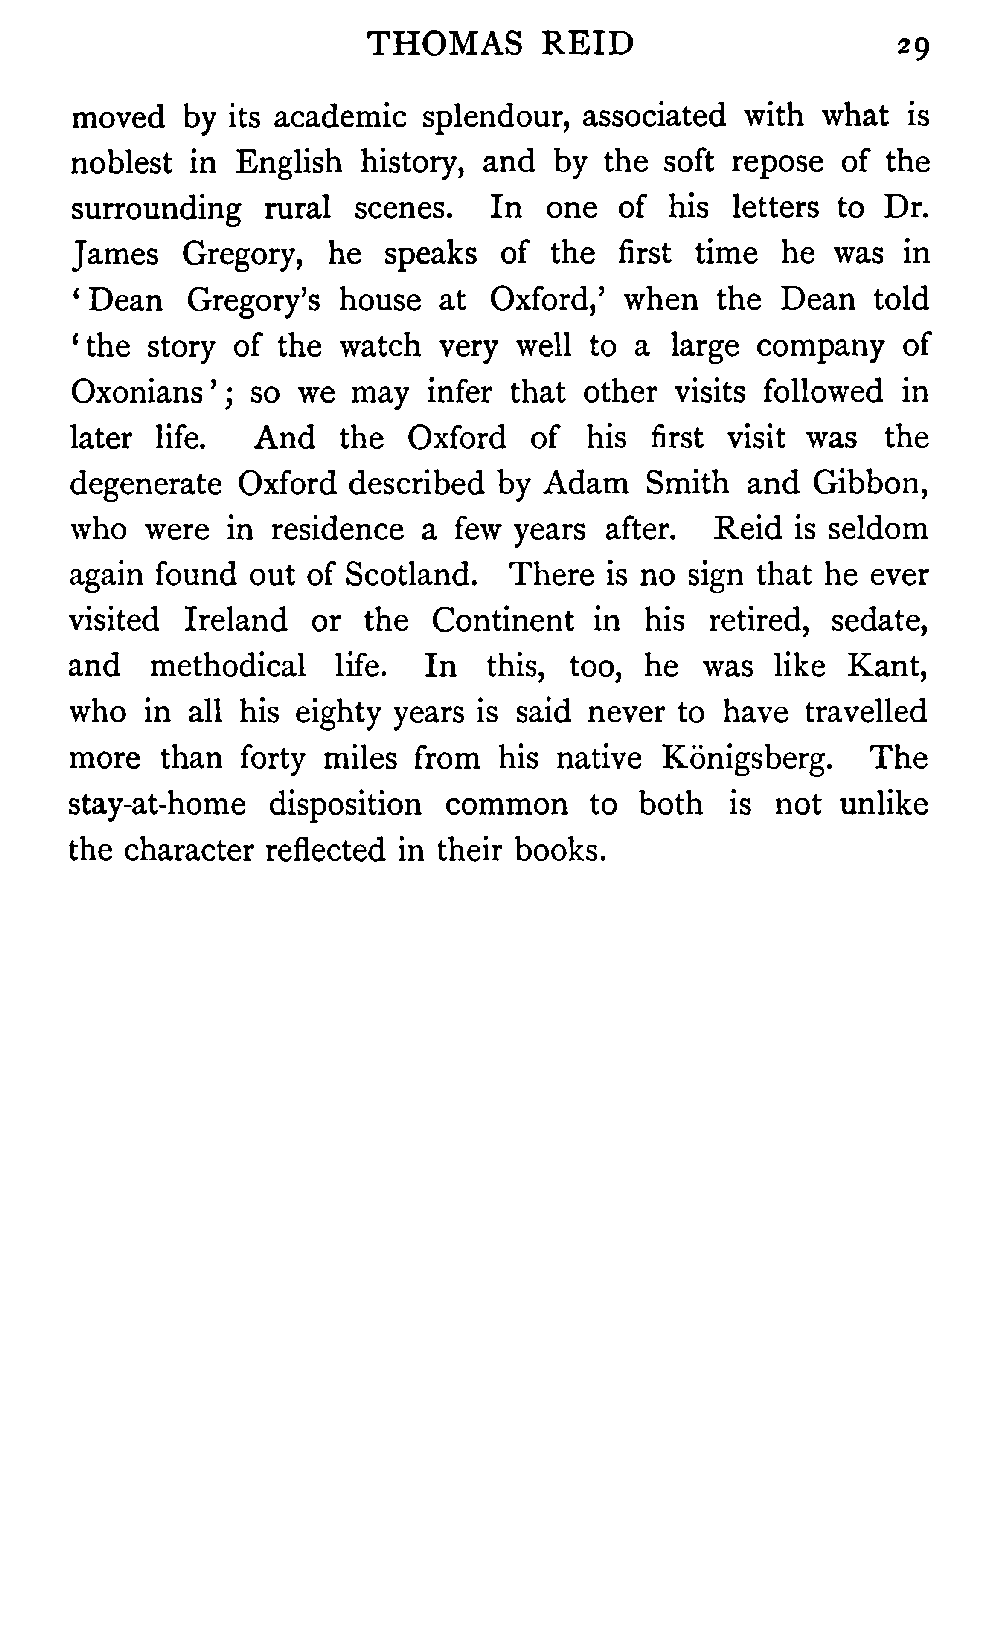 THOMAS REID 29
moved by its academic splendour, associated with what is
noblest in English history, and by the soft repose of the
surrounding rural scenes. In one of his letters to Dr.
James Gregory, he speaks of the first time he was in
‘Dean Gregory’s house at Oxford,’ when the Dean told
‘the story of the watch very well to a large company of
Oxonians’; so we may infer that other visits followed in
later life. And the Oxford of his first visit was the
degenerate Oxford described by Adam Smith and Gibbon,
who were in residence a few years after. Reid is seldom
again found out of Scotland. There is no sign that he ever
visited Ireland or the Continent in his retired, sedate,
and methodical life. In this, too, he was like Kant,
who in all his eighty years is said never to have travelled
more than forty miles from his native Königsberg. The
stay-at-home disposition common to both is not unlike
the character reflected in their books.